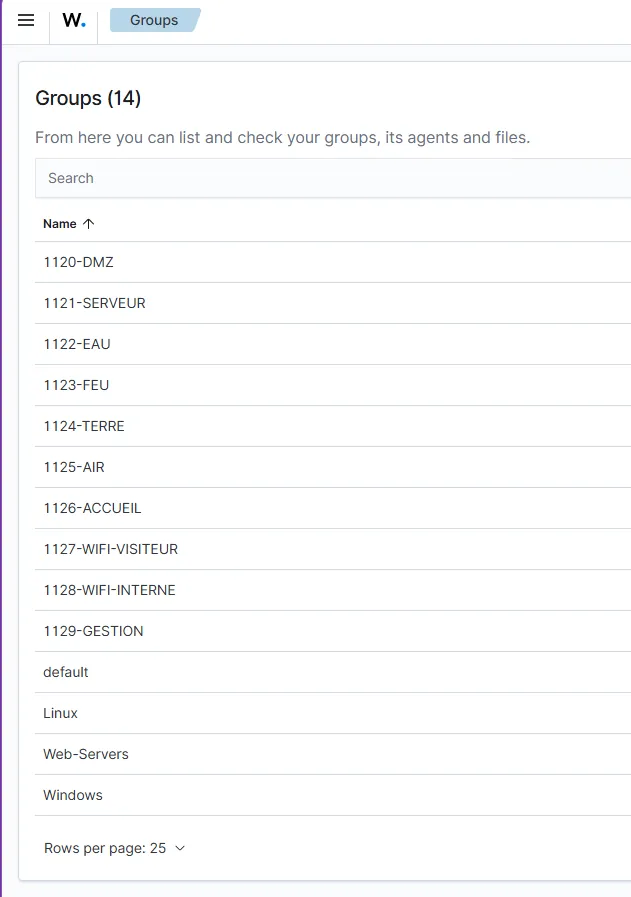 W. Groups
Groups (14)
From here you can list and check your groups, its agents and files.
Search
Name
1120-DMZ
1121-SERVEUR
1122-EAU
1123-FEU
1124-TERRE
1125-AIR
1126-ACCUEIL
1127-WIFI-VISITEUR
1128-WIFI-INTERNE
1129-GESTION
default
Linux
Web-Servers
Windows
Rows per page: 25